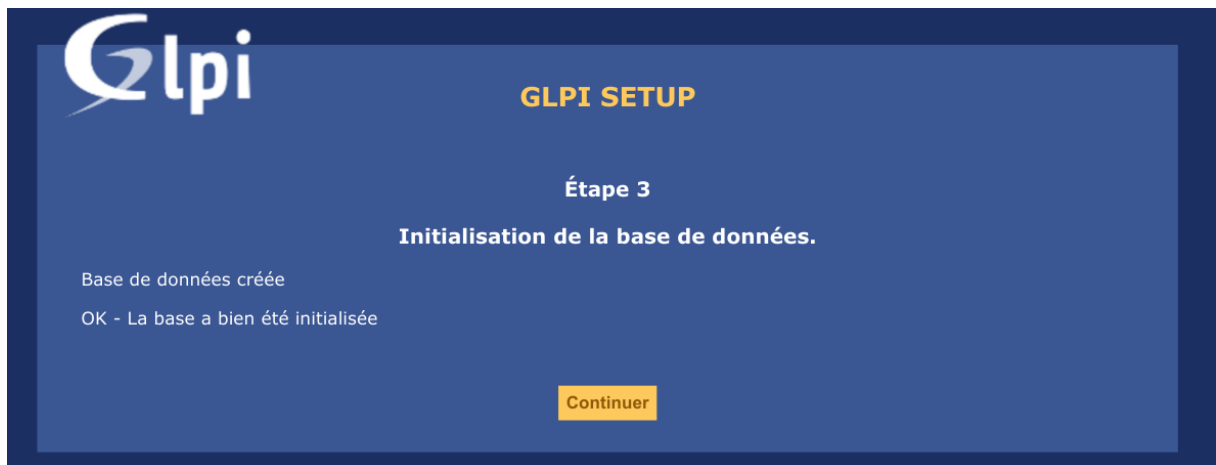 Glpi
GLPI SETUP
Étape 3
Initialisation de la base de données.
Base de données créée
OK - La base a bien été initialisée
Continuer